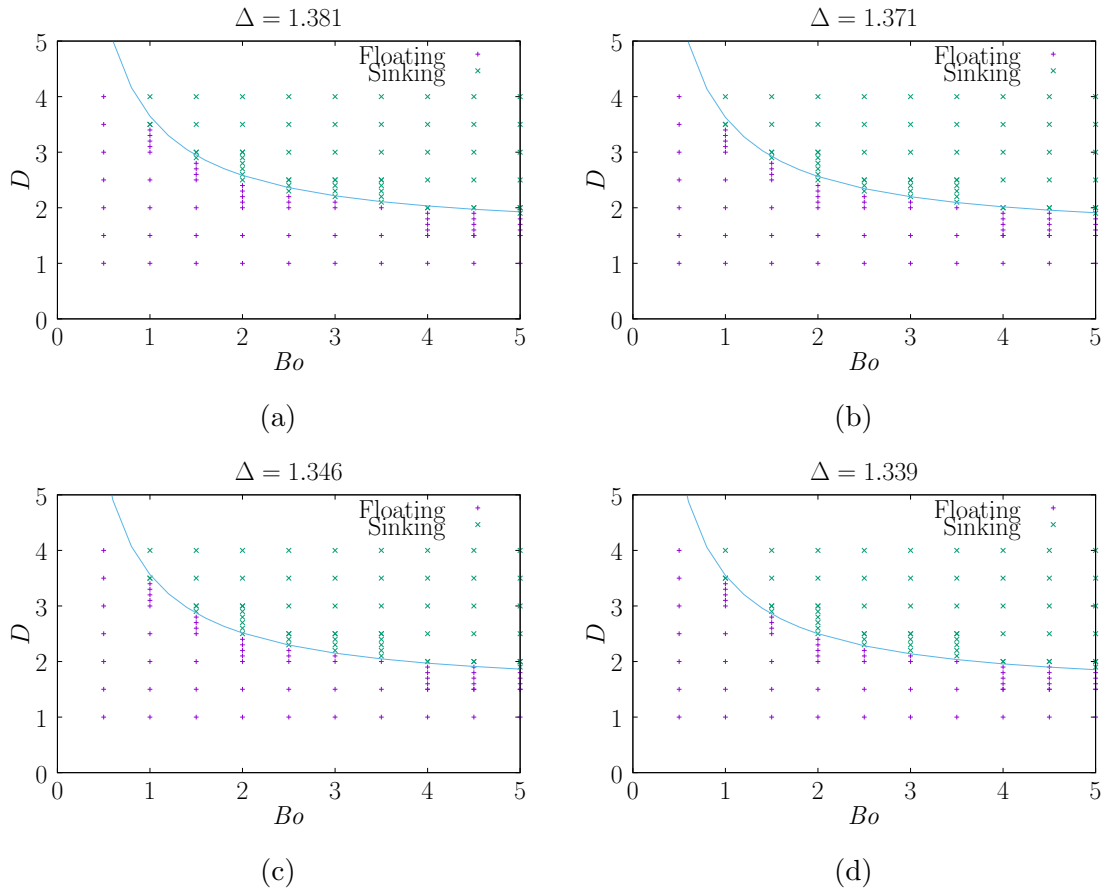 Δ = 1.381
5
4
3
2
1
0
D
0 1 2 3 4 5
Bo
Floating
Sinking
(a)
Δ = 1.371
5
4
3
2
1
0
D
0 1 2 3 4 5
Bo
Floating
Sinking
(b)
Δ = 1.346
5
4
3
2
1
0
D
0 1 2 3 4 5
Bo
Floating
Sinking
(c)
Δ = 1.339
5
4
3
2
1
0
D
0 1 2 3 4 5
Bo
Floating
Sinking
(d)